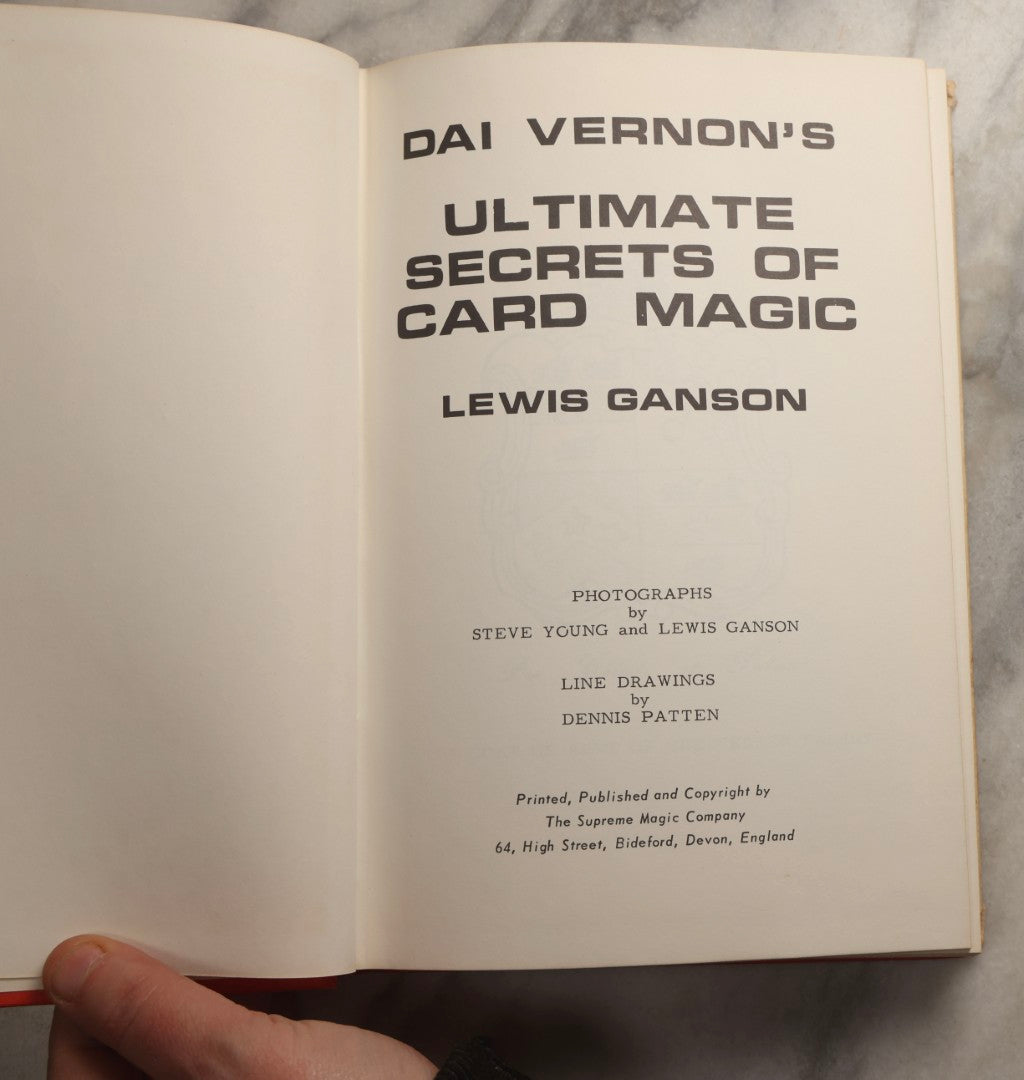 DAI VERNON'S
ULTIMATE
SECRETS OF
CARD MAGIC
LEWIS GANSON
PHOTOGRAPHS
by
STEVE YOUNG and LEWIS GANSON
LINE DRAWINGS
by
DENNIS PATTEN
Printed, Published and Copyright by
The Supreme Magic Company
64, High Street, Bideford, Devon, England